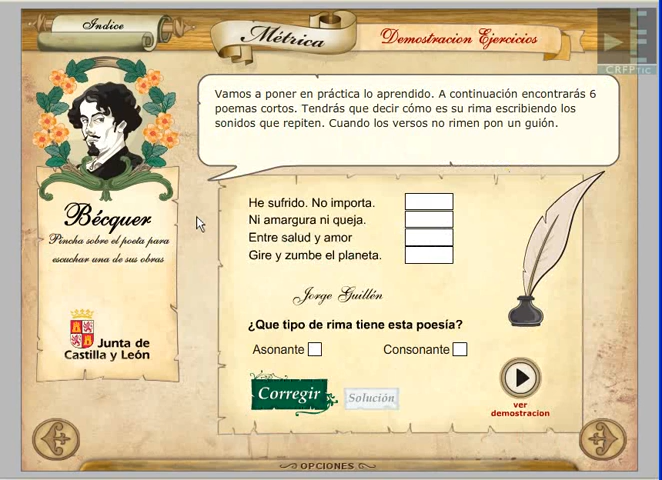 Indice
Métrica
Demostracion Ejercicios
CRFPTIC
Vamos a poner en práctica lo aprendido. A continuación encontrarás 6
poemas cortos. Tendrás que decir cómo es su rima escribiendo los
sonidos que repiten. Cuando los versos no rimen pon un guión.
Bécquer
Pincha sobre el poeta para
escuchar una de sus obras
Junta de
Castilla y León
He sufrido. No importa.
Ni amargura ni queja.
Entre salud y amor
Gire y zumbe el planeta.
Jorge Guillén
¿Que tipo de rima tiene esta poesía?
Asonante
Consonante
Corregir
Solución
ver
demostracion
OPCIONES